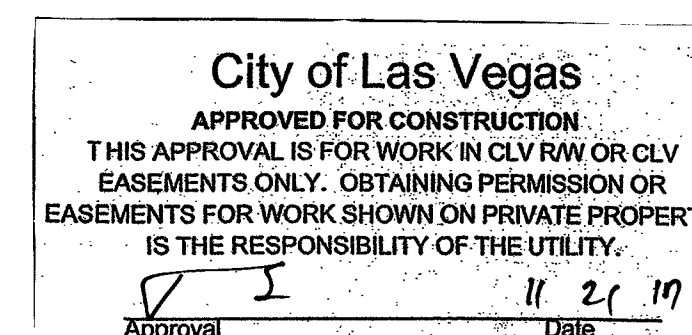 City of Las Vegas
APPROVED FOR CONSTRUCTION
THIS APPROVAL IS FOR WORK IN CLV R/W OR CLV
EASEMENTS ONLY. OBTAINING PERMISSION OR
EASEMENTS FOR WORK SHOWN ON PRIVATE PROPERT
IS THE RESPONSIBILITY OF THE UTILITY.
11 21 17
Approval Date